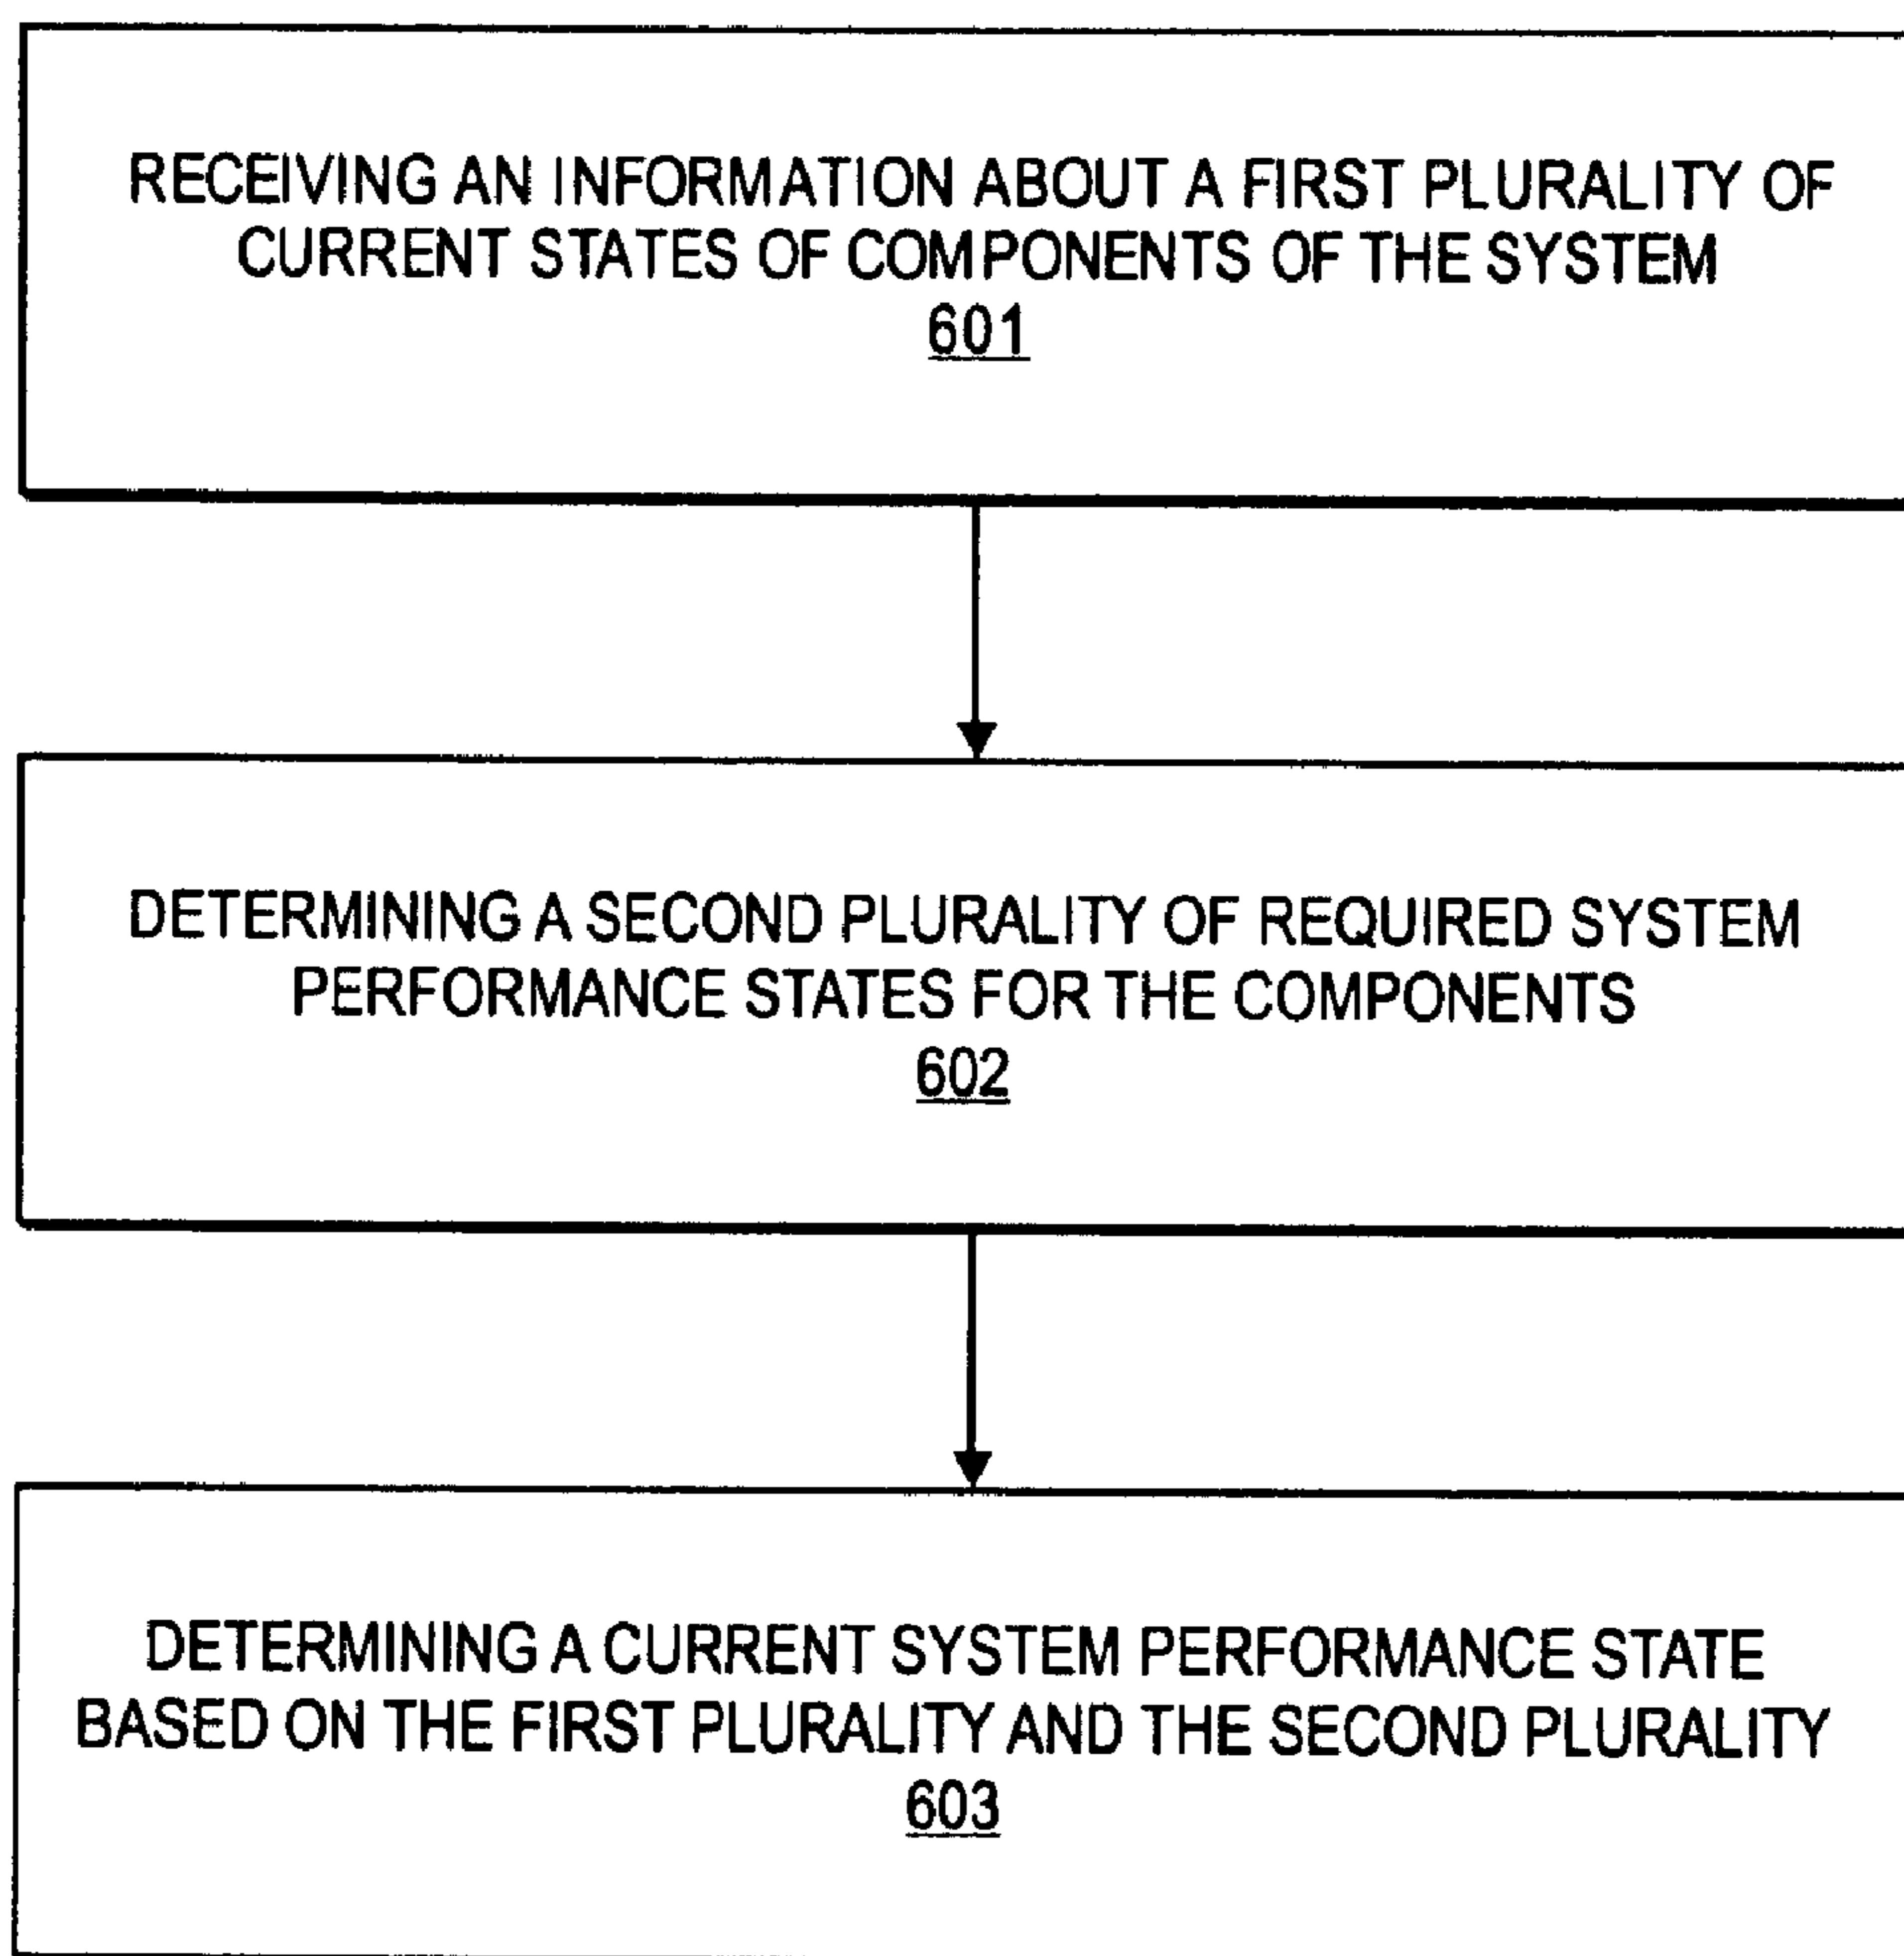 RECEIVING AN INFORMATION ABOUT A FIRST PLURALITY OF
CURRENT STATES OF COMPONENTS OF THE SYSTEM
601
DETERMINING A SECOND PLURALITY OF REQUIRED SYSTEM
PERFORMANCE STATES FOR THE COMPONENTS
602
DETERMINING A CURRENT SYSTEM PERFORMANCE STATE
BASED ON THE FIRST PLURALITY AND THE SECOND PLURALITY
603